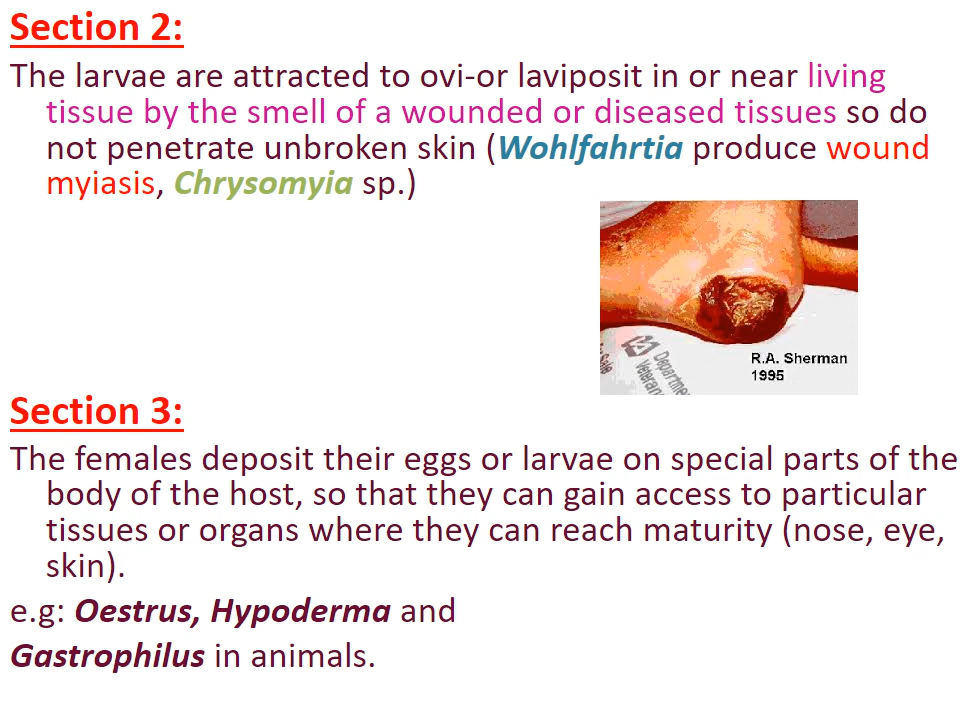 Section 2:
The larvae are attracted to ovi-or laviposit in or near living
tissue by the smell of a wounded or diseased tissues so do
not penetrate unbroken skin (Wohlfahrtia produce wound
myiasis, Chrysomyia sp.)
R.A. Sherman
1995
Departme
Veteran
Section 3:
The females deposit their eggs or larvae on special parts of the
body of the host, so that they can gain access to particular
tissues or organs where they can reach maturity (nose, eye,
skin).
e.g: Oestrus, Hypoderma and
Gastrophilus in animals.